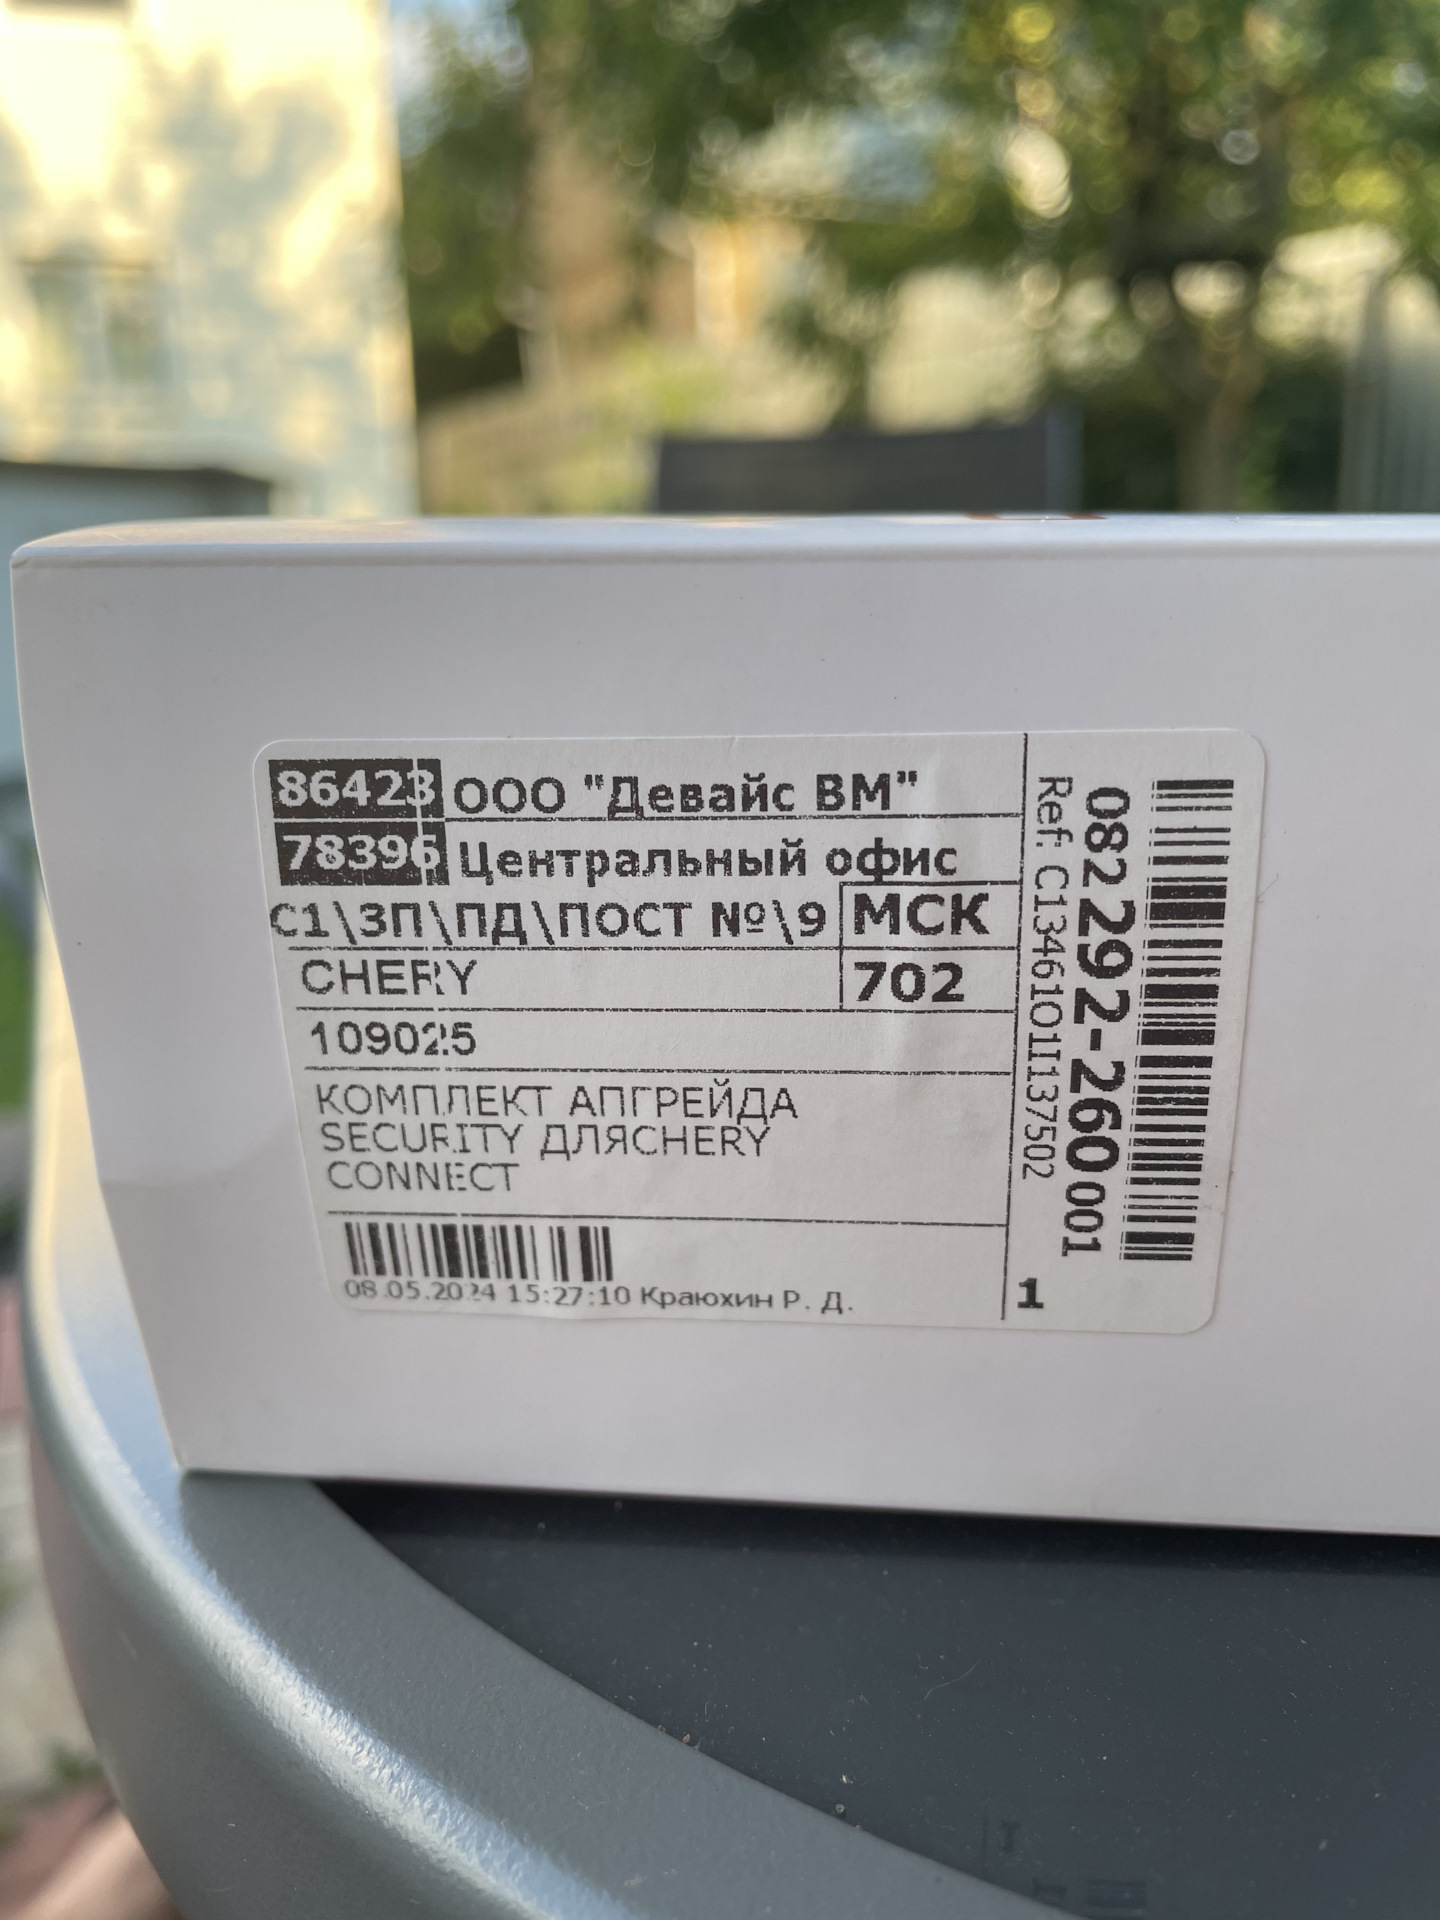 86423 ООО "Девайс ВМ"
78396 Центральный офис
С1\ЗП\ПД\ПОСТ №\9 МСК
CHERY 702
109025
КОМПЛЕКТ АПГРЕЙДА
SECURITY ДЛЯCHERY
CONNECT
08.05.2024 15:27:10 Краюхин Р. Д.
1
082292-260001
Ref: C13461O1I137502